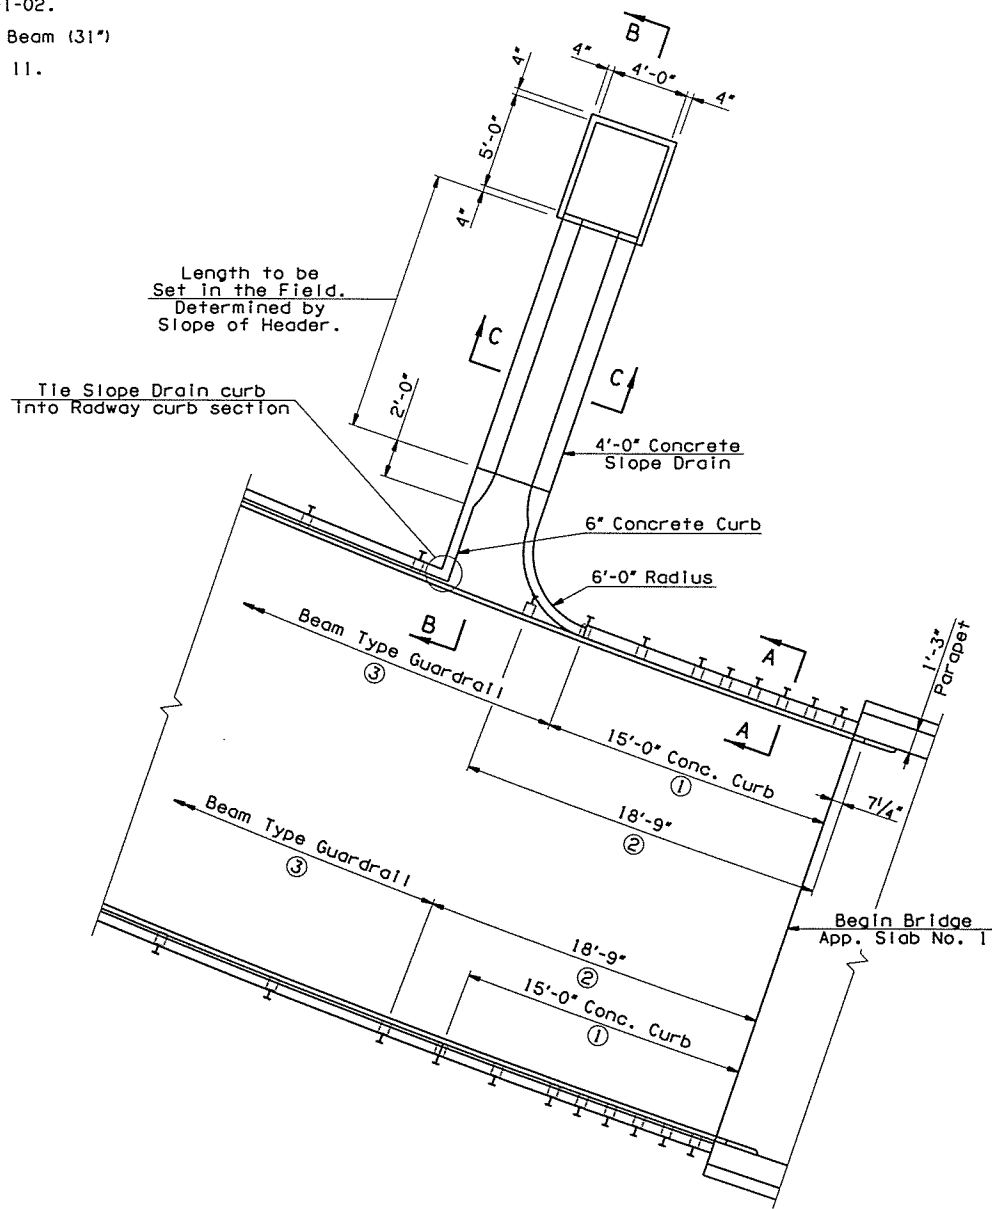 1-02.
Beam (31")
11.
B
4"
4'-0"
4"
4"
5'-0"
4"
Length to be
Set in the Field.
Determined by
Slope of Header.
C
C
Tie Slope Drain curb
into Radway curb section
2'-0"
4'-0" Concrete
Slope Drain
6" Concrete Curb
6'-0" Radius
B
A
A
1'-3"
Parapet
Beam Type Guardrail
3
15'-0" Conc. Curb
1
7 1/4"
18'-9"
2
Beam Type Guardrail
3
Begin Bridge
App. Slab No. 1
18'-9"
2
15'-0" Conc. Curb
1